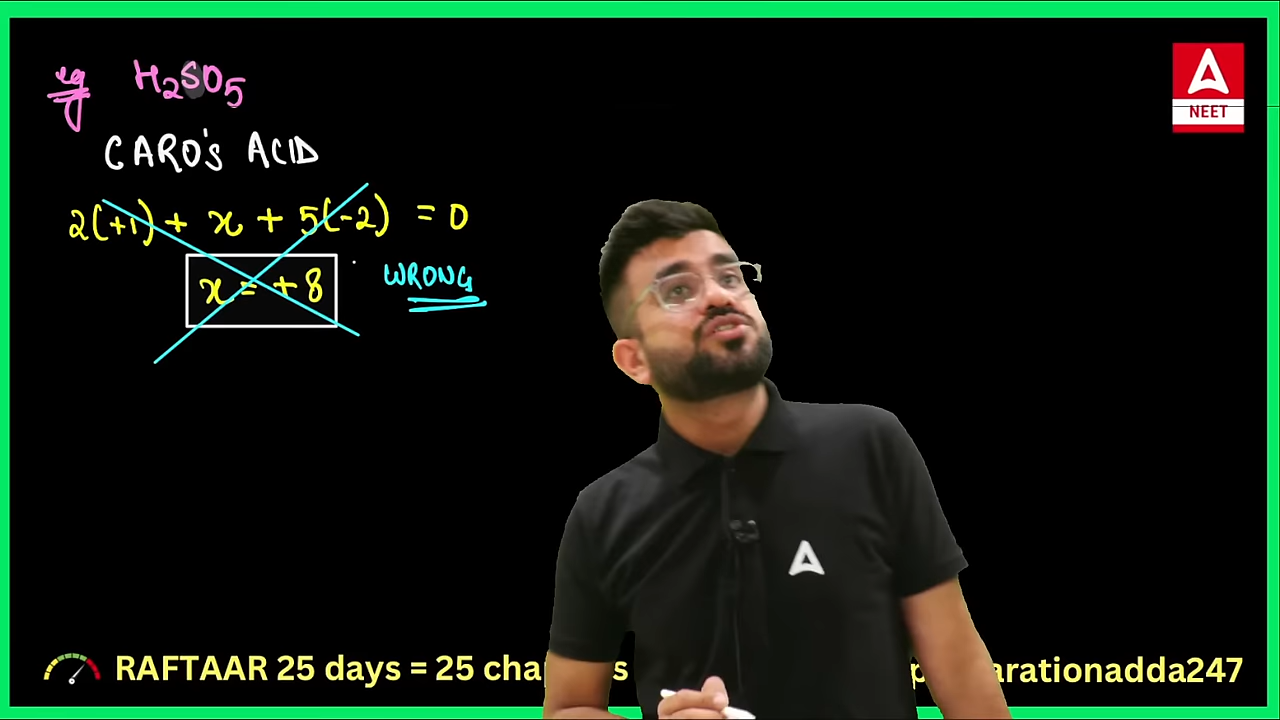 eg H2SO5
CARO's ACID
2(+1) + x + 5(-2) = 0
x = +8
WRONG
NEET
RAFTAAR 25 days = 25 cha
arationadda247